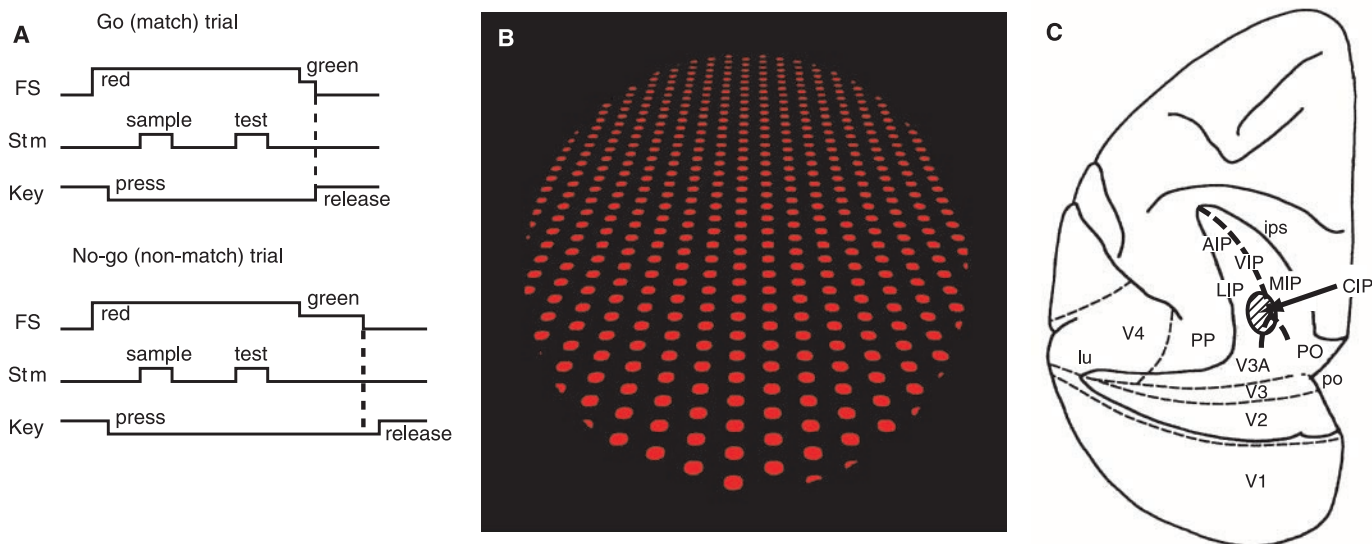 A
Go (match) trial
FS
red
green
Stm
sample
test
Key
press
release
No-go (non-match) trial
FS
red
green
Stm
sample
test
Key
press
release
B
C
ips
AIP
VIP
MIP
LIP
CIP
V4
PP
PO
lu
V3A
po
V3
V2
V1